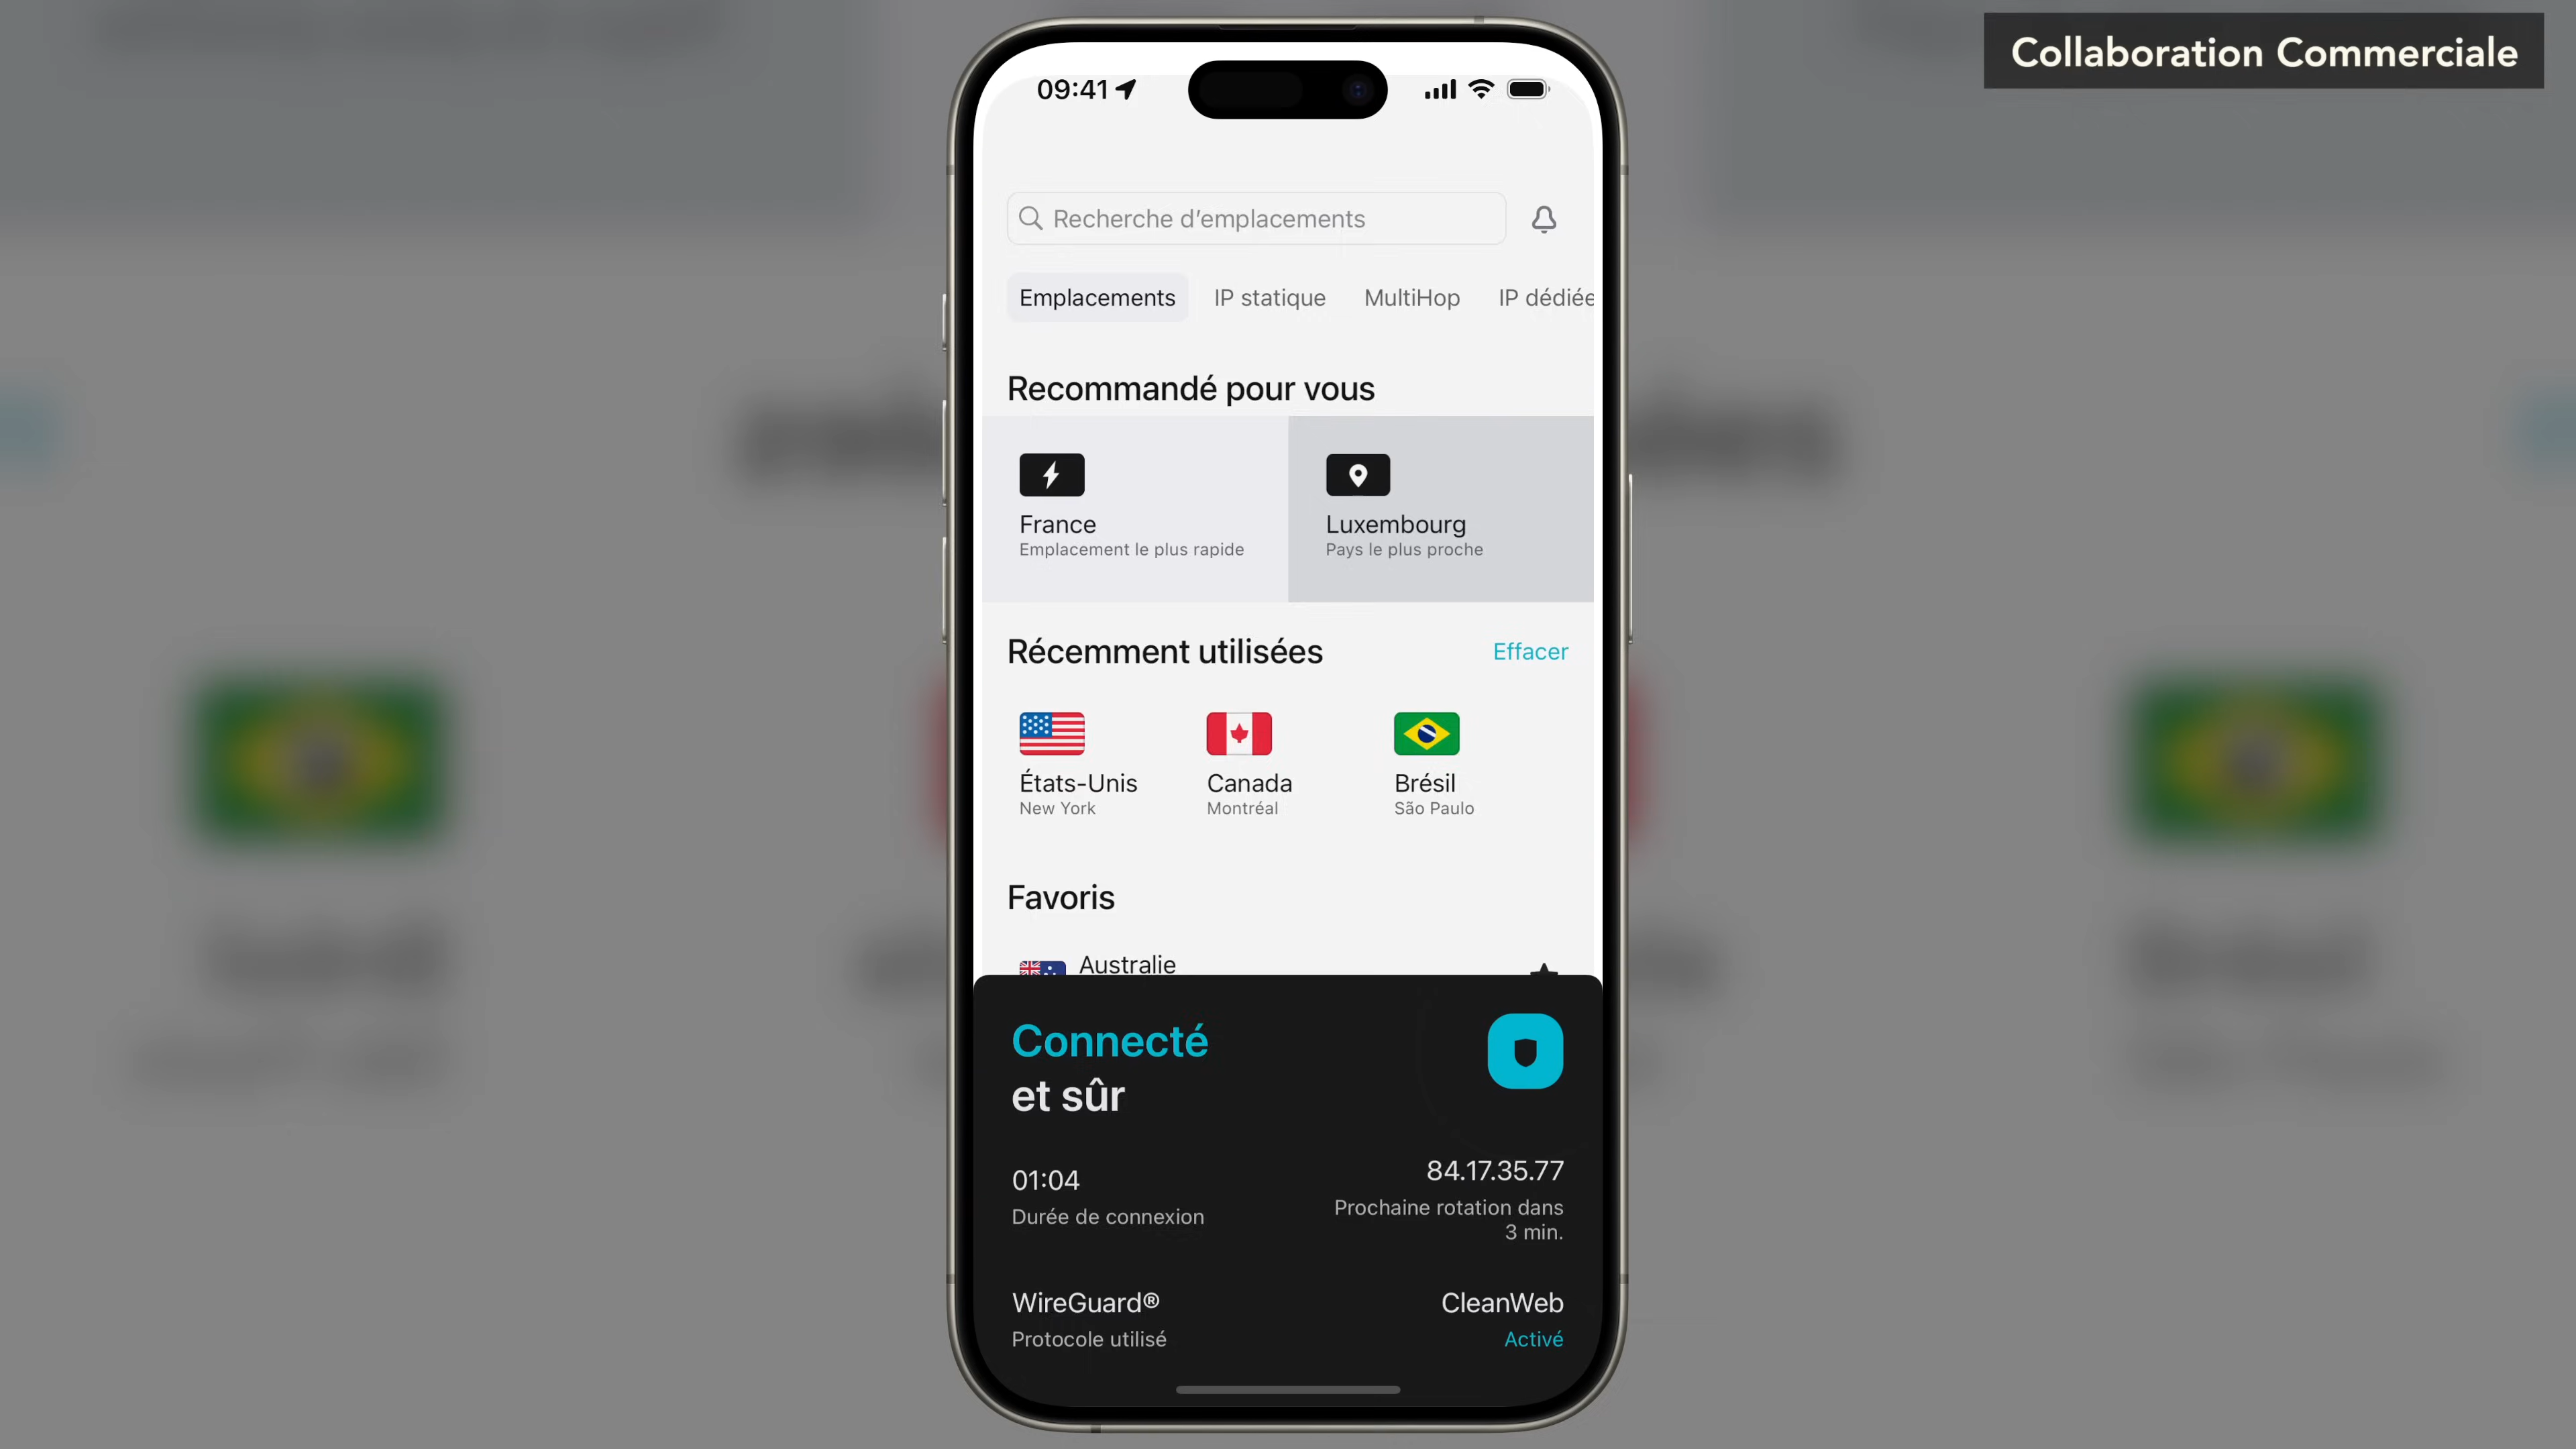 Collaboration Commerciale
09:41
Recherche d’emplacements
Emplacements IP statique MultiHop IP dédiée
Recommandé pour vous
France Luxembourg
Emplacement le plus rapide Pays le plus proche
Récemment utilisées Effacer
États-Unis Canada Brésil
New York Montréal São Paulo
Favoris
Australie
Connecté
et sûr
01:04 84.17.35.77
Durée de connexion Prochaine rotation dans
3 min.
WireGuard® CleanWeb
Protocole utilisé Activé